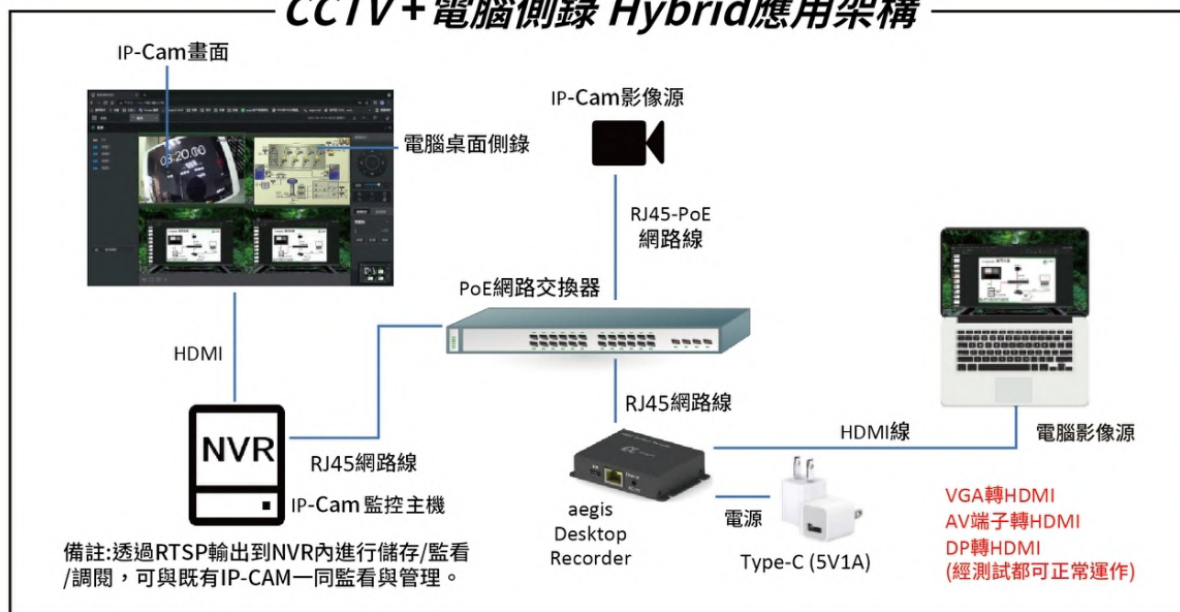 CCTV+電腦側錄 Hybrid應用架構
IP-Cam畫面
IP-Cam影像源
電腦桌面側錄
03:20.00
RJ45-PoE
網路線
PoE網路交換器
HDMI
RJ45網路線
HDMI線
電腦影像源
NVR
RJ45網路線
IP-Cam監控主機
aegis
Desktop
Recorder
電源
Type-C (5V1A)
VGA轉HDMI
AV端子轉HDMI
DP轉HDMI
(經測試都可正常運作)
備註:透過RTSP輸出到NVR內進行儲存/監看
/調閱，可與既有IP-CAM一同監看與管理。